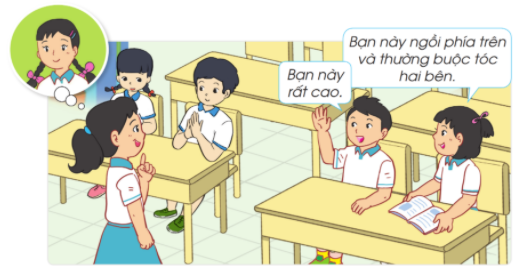 Bạn này
rất cao.
Bạn này ngồi phía trên
và thường buộc tóc
hai bên.